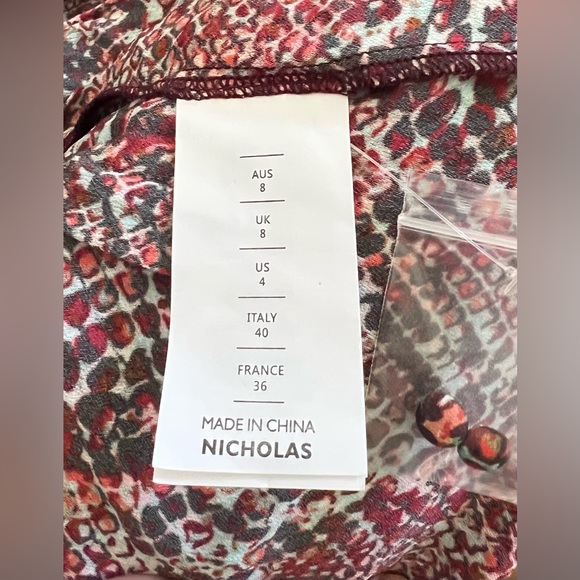 AUS
8
UK
8
US
4
ITALY
40
FRANCE
36
MADE IN CHINA
NICHOLAS